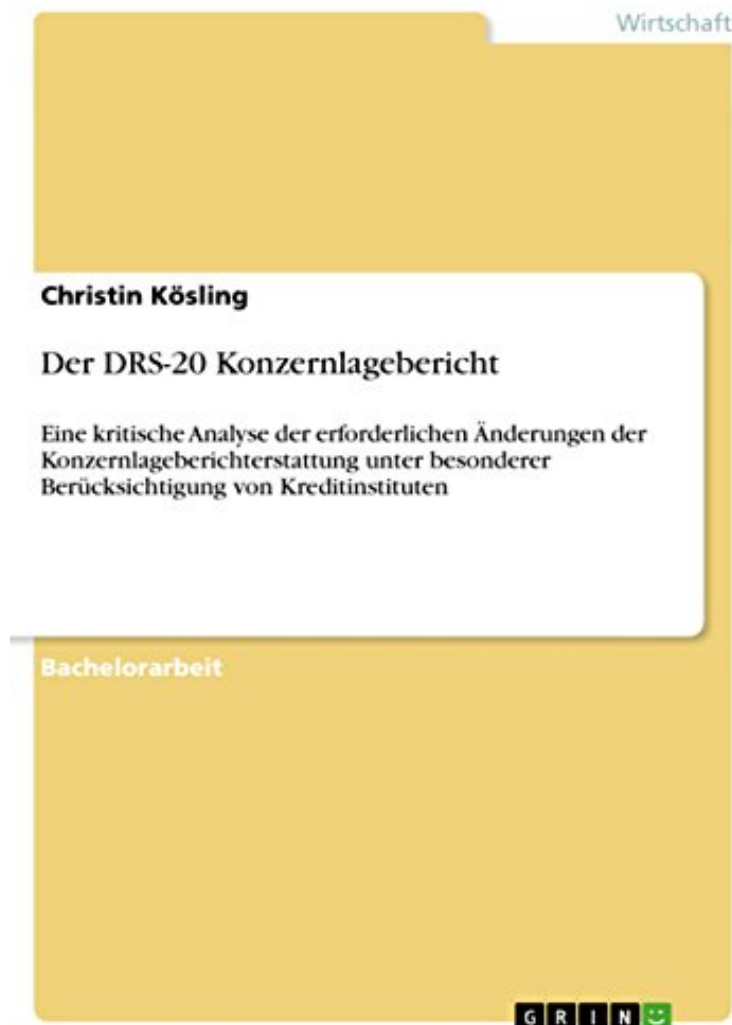 Wirtschaft
Christin Kösling
Der DRS-20 Konzernlagebericht
Eine kritische Analyse der erforderlichen Änderungen der
Konzernlageberichterstattung unter besonderer
Berücksichtigung von Kreditinstituten
Bachelorarbeit
GRIN